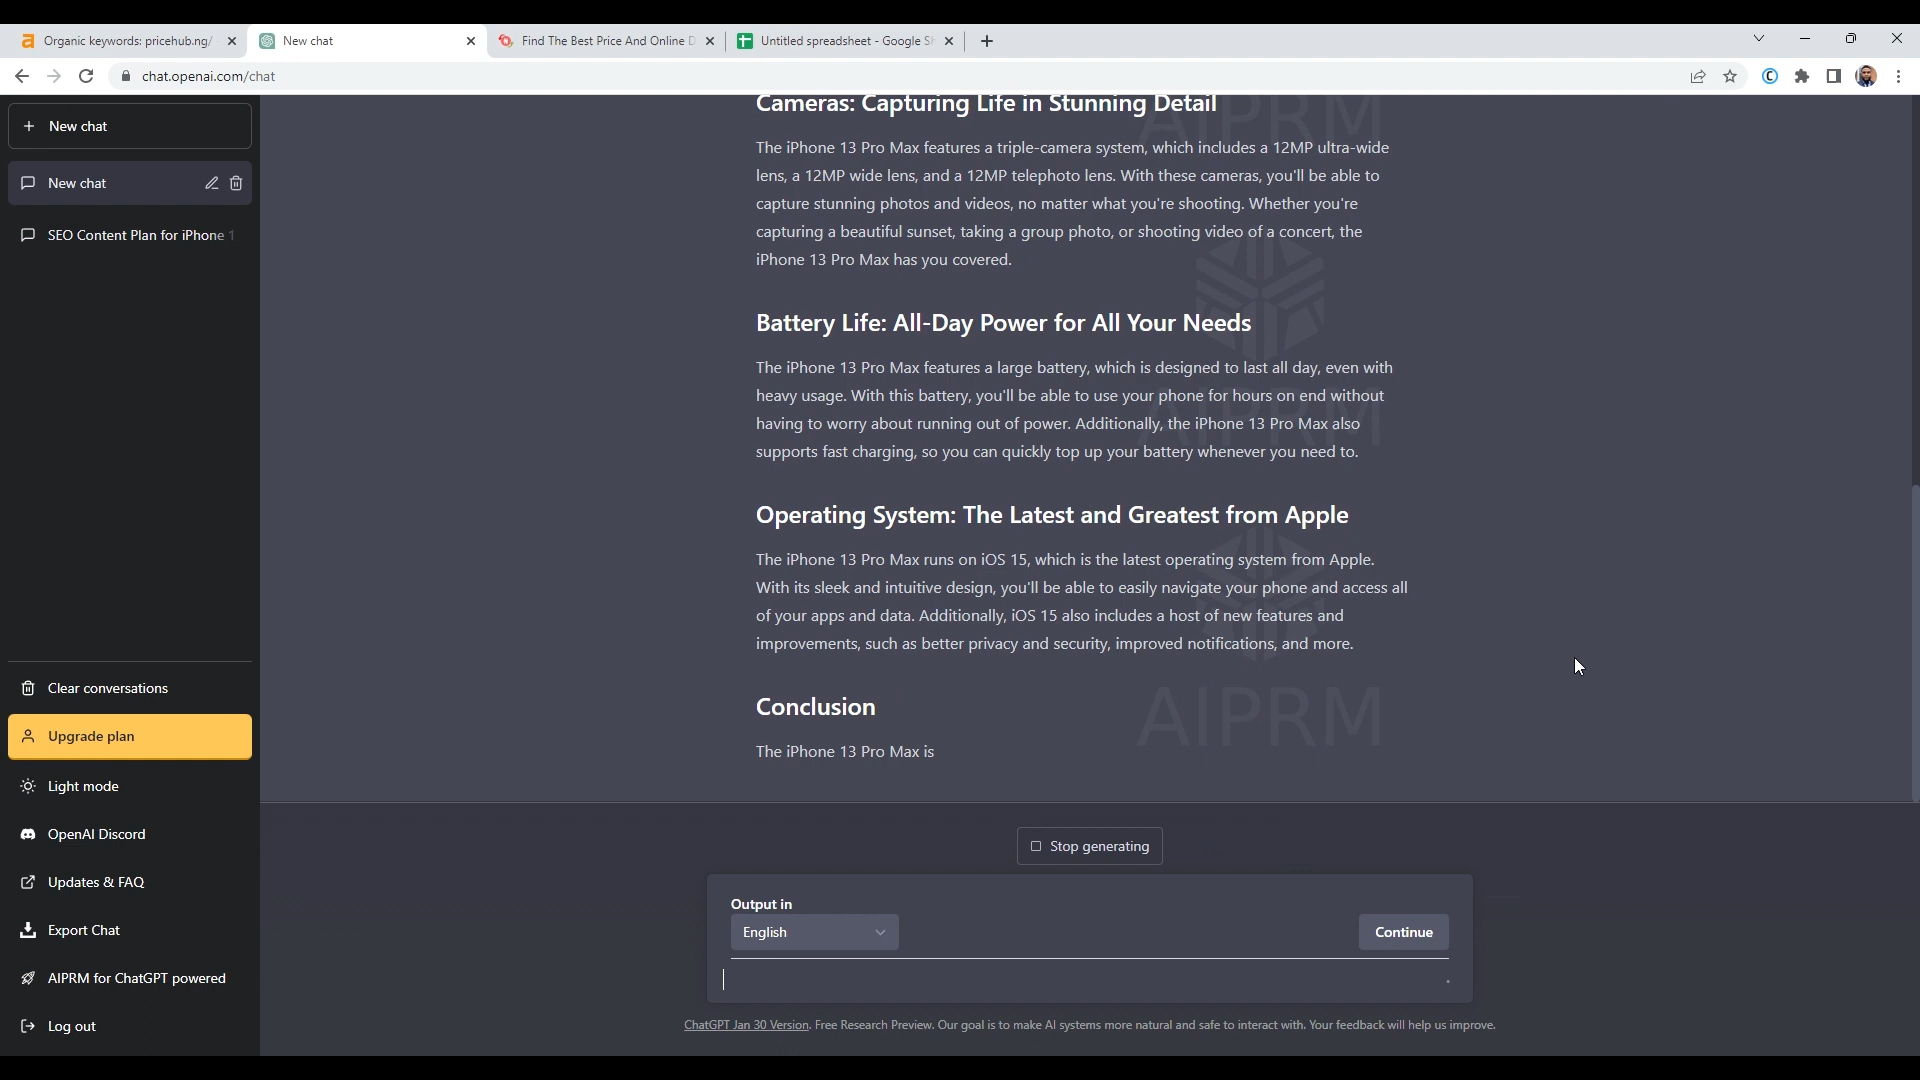 Organic keywords: pricehub.ng/
New chat
Find The Best Price And Online D
Untitled spreadsheet - Google Sh
chat.openai.com/chat
New chat
New chat
SEO Content Plan for iPhone 1
Clear conversations
Upgrade plan
Light mode
OpenAI Discord
Updates & FAQ
Export Chat
AIPRM for ChatGPT powered
Log out
Cameras: Capturing Life in Stunning Detail
The iPhone 13 Pro Max features a triple-camera system, which includes a 12MP ultra-wide
lens, a 12MP wide lens, and a 12MP telephoto lens. With these cameras, you'll be able to
capture stunning photos and videos, no matter what you're shooting. Whether you're
capturing a beautiful sunset, taking a group photo, or shooting video of a concert, the
iPhone 13 Pro Max has you covered.
Battery Life: All-Day Power for All Your Needs
The iPhone 13 Pro Max features a large battery, which is designed to last all day, even with
heavy usage. With this battery, you'll be able to use your phone for hours on end without
having to worry about running out of power. Additionally, the iPhone 13 Pro Max also
supports fast charging, so you can quickly top up your battery whenever you need to.
Operating System: The Latest and Greatest from Apple
The iPhone 13 Pro Max runs on iOS 15, which is the latest operating system from Apple.
With its sleek and intuitive design, you'll be able to easily navigate your phone and access all
of your apps and data. Additionally, iOS 15 also includes a host of new features and
improvements, such as better privacy and security, improved notifications, and more.
Conclusion
The iPhone 13 Pro Max is
AIPRM
AIPRM
AIPRM
Stop generating
Output in
English
Continue
ChatGPT Jan 30 Version. Free Research Preview. Our goal is to make AI systems more natural and safe to interact with. Your feedback will help us improve.